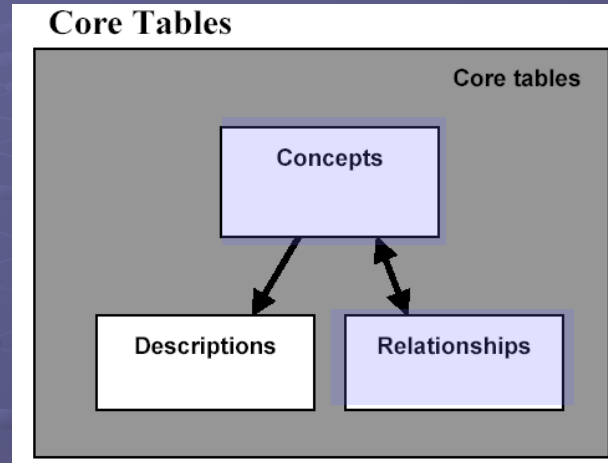 Core Tables
Core tables
Concepts
Descriptions
Relationships